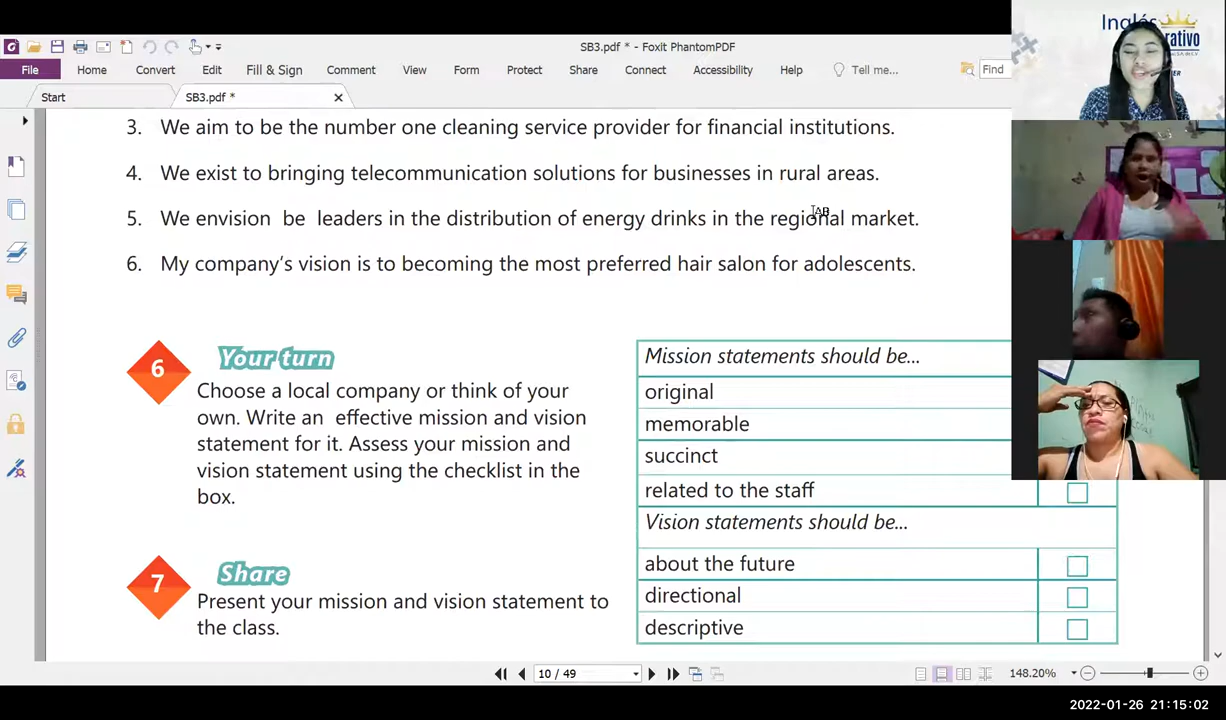 Inglés
SB3.pdf * - Foxit PhantomPDF
rativo
File Home Convert Edit Fill & Sign Comment View Form Protect Share Connect Accessibility Help Tell me... Find
Start SB3.pdf *
3. We aim to be the number one cleaning service provider for financial institutions.
4. We exist to bringing telecommunication solutions for businesses in rural areas.
5. We envision be leaders in the distribution of energy drinks in the regional market.
6. My company's vision is to becoming the most preferred hair salon for adolescents.
6 Your turn
Choose a local company or think of your
own. Write an effective mission and vision
statement for it. Assess your mission and
vision statement using the checklist in the
box.
Mission statements should be...
original
memorable
succinct
related to the staff
Vision statements should be...
about the future
directional
descriptive
7 Share
Present your mission and vision statement to
the class.
10 / 49
148.20%
2022-01-26 21:15:02